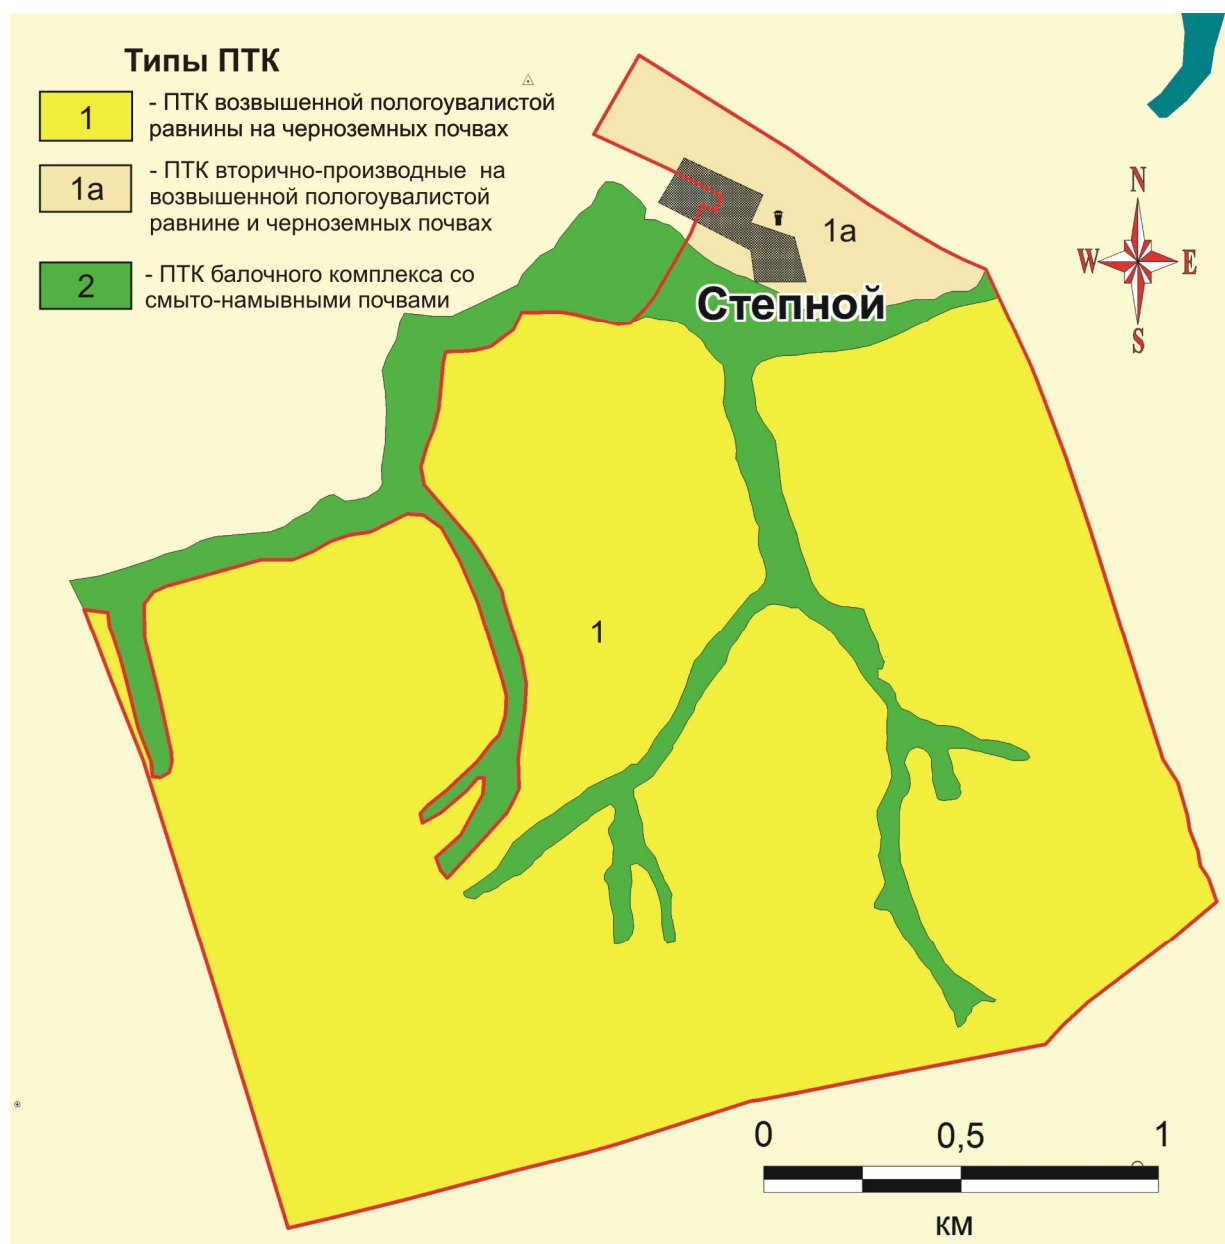 Типы ПТК
1
- ПТК возвышенной пологоувалистой
равнины на черноземных почвах
1а
- ПТК вторично-производные на
возвышенной пологоувалистой
равнине и черноземных почвах
2
- ПТК балочного комплекса со
смыто-намывными почвами
1а
N
W
E
S
Степной
1
0
0,5
1
км